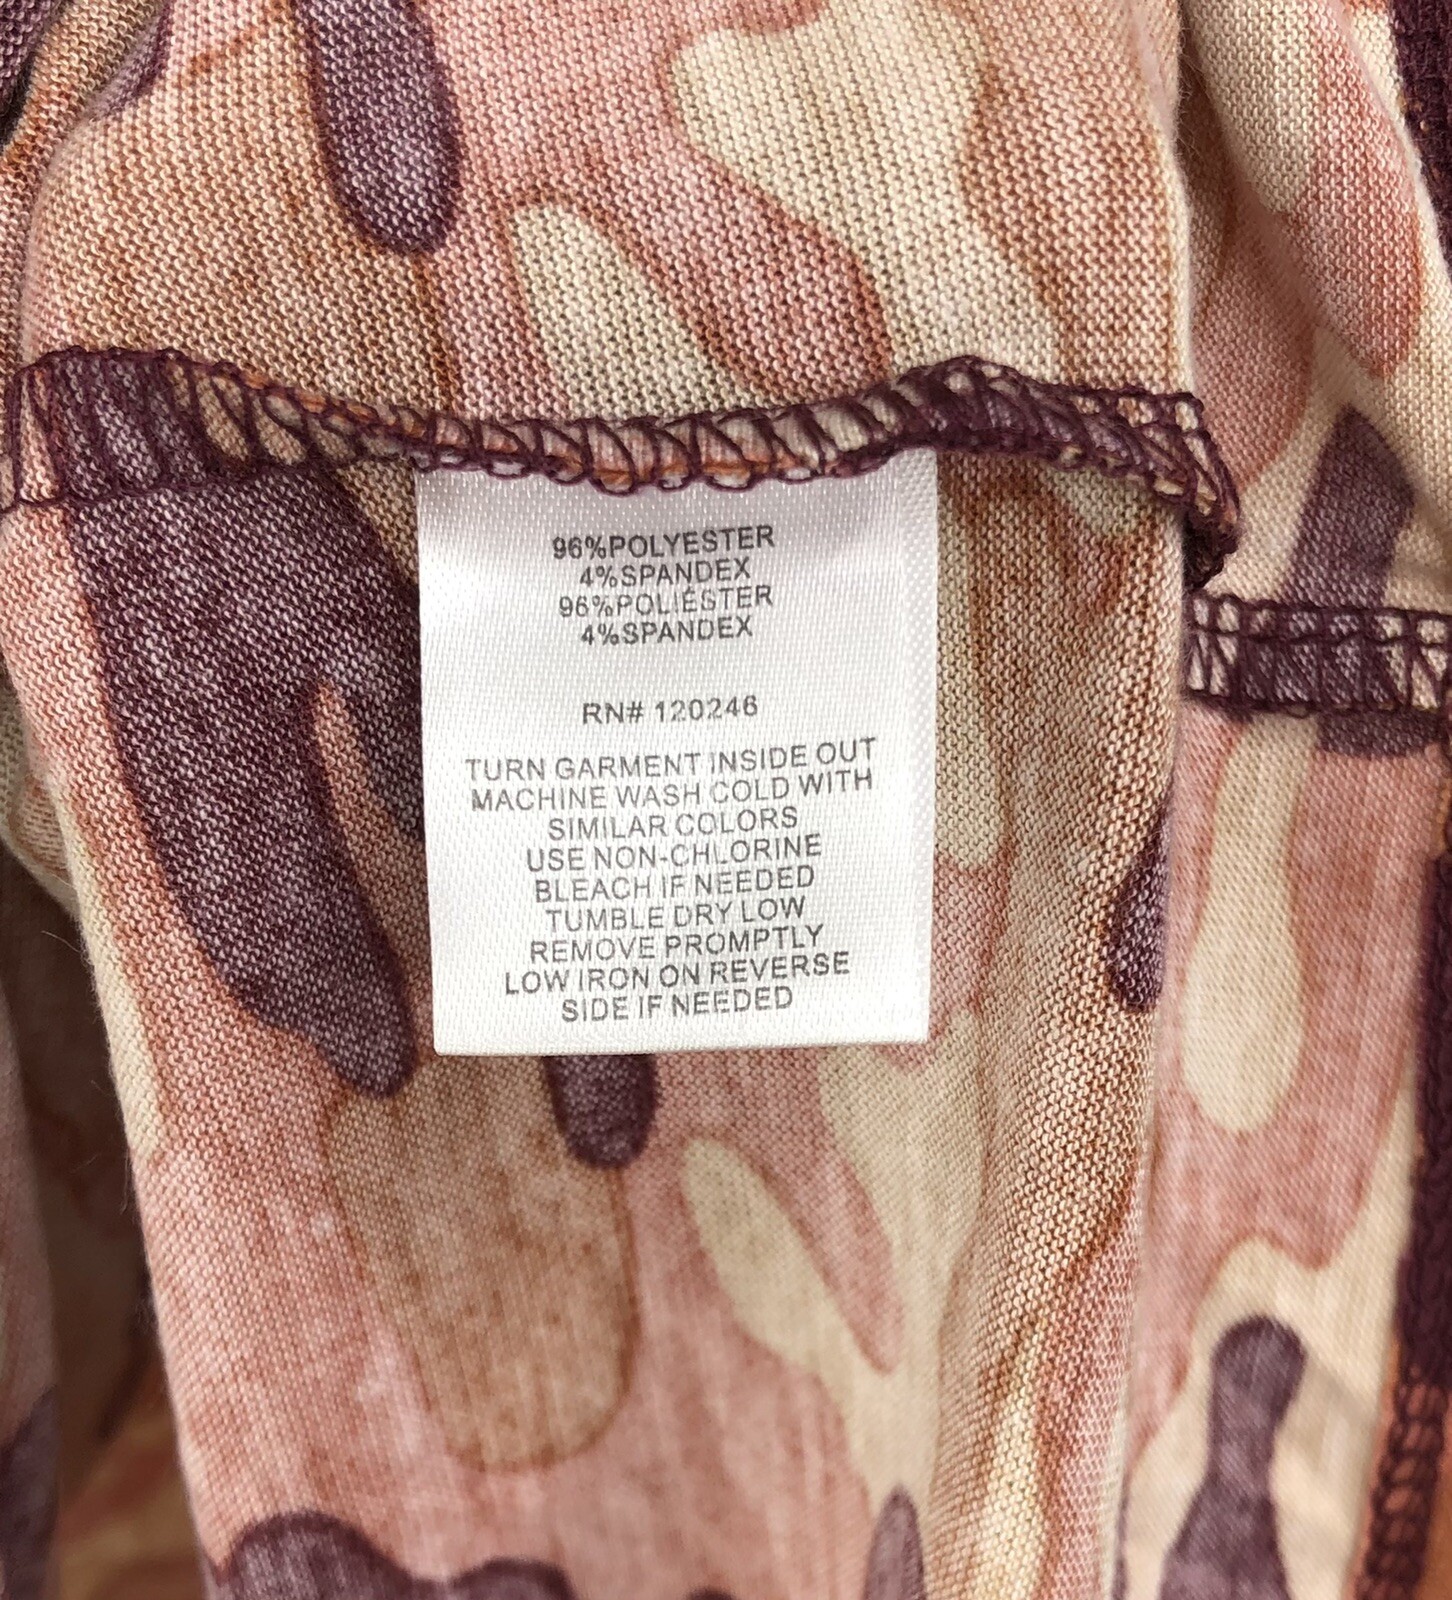 96%POLYESTER
4%SPANDEX
96%POLIÉSTER
4%SPANDEX
RN# 120246
TURN GARMENT INSIDE OUT
MACHINE WASH COLD WITH
SIMILAR COLORS
USE NON-CHLORINE
BLEACH IF NEEDED
TUMBLE DRY LOW
REMOVE PROMPTLY
LOW IRON ON REVERSE
SIDE IF NEEDED